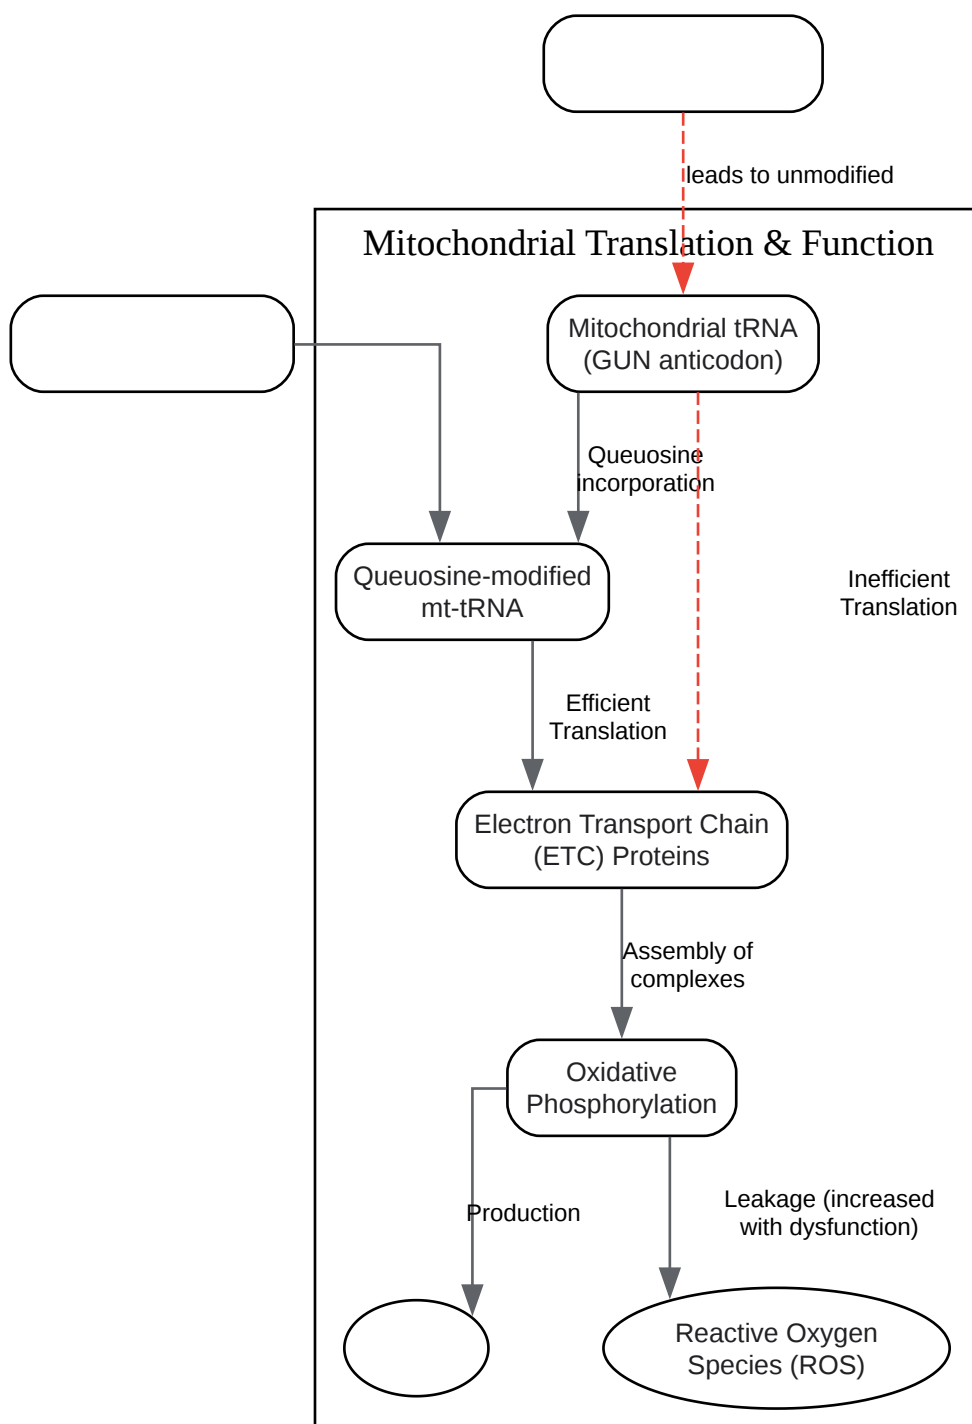 leads to unmodified
Mitochondrial Translation & Function
Mitochondrial tRNA
(GUN anticodon)
Queuosine
incorporation
Queuosine-modified
mt-tRNA
Inefficient
Translation
Efficient
Translation
Electron Transport Chain
(ETC) Proteins
Assembly of
complexes
Oxidative
Phosphorylation
Production
Leakage (increased
with dysfunction)
Reactive Oxygen
Species (ROS)